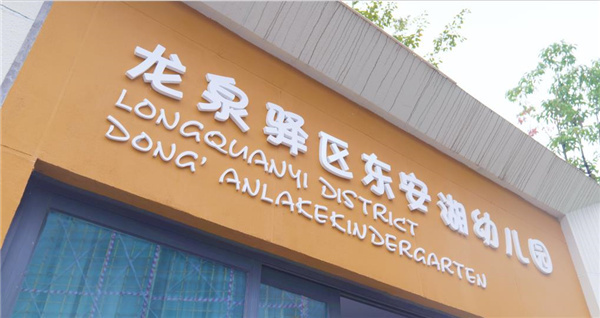 龙泉驿区东安湖幼儿园
LONGQUANYI DISTRICT
DONG' ANLAKEKINDERGARTEN